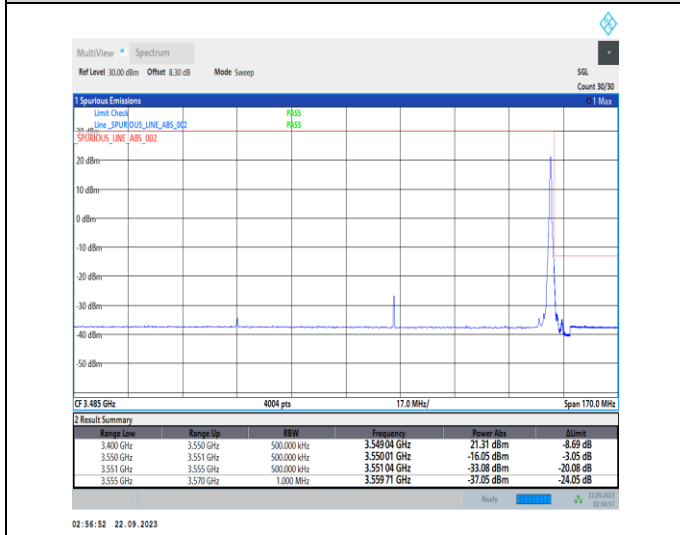 MultiView Spectrum
Ref Level 30.00 dBm Offset 8.30 dB Mode Sweep SGL
Count 30/30
1 Spurious Emissions 1 Max
Limit Check PASS
Line _SPURIOUS_LINE_ABS_002 PASS
_SPURIOUS_LINE_ABS_002
20 dBm
10 dBm
0 dBm
-10 dBm
-20 dBm
-30 dBm
-40 dBm
-50 dBm
CF 3.485 GHz 4004 pts 17.0 MHz/ Span 170.0 MHz
2 Result Summary
Range Low Range Up RBW Frequency Power Abs ΔLimit
3.400 GHz 3.550 GHz 500.000 kHz 3.54904 GHz 21.31 dBm -8.69 dB
3.550 GHz 3.551 GHz 500.000 kHz 3.55001 GHz -16.05 dBm -3.05 dB
3.551 GHz 3.555 GHz 500.000 kHz 3.55104 GHz -33.08 dBm -20.08 dB
3.555 GHz 3.570 GHz 1.000 MHz 3.55971 GHz -37.05 dBm -24.05 dB
Ready 22.09.2023
02:56:51
02:56:52 22.09.2023